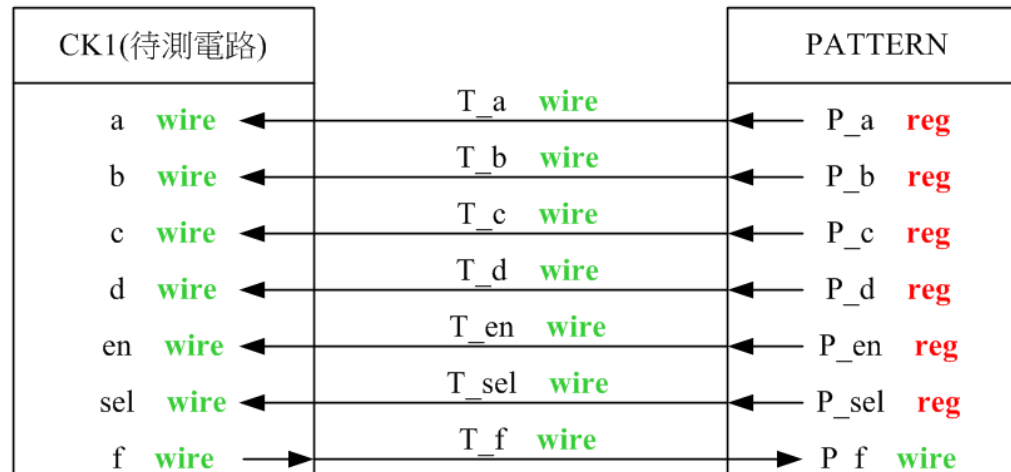 CK1(待測電路)
PATTERN
a wire T_a wire P_a reg
b wire T_b wire P_b reg
c wire T_c wire P_c reg
d wire T_d wire P_d reg
en wire T_en wire P_en reg
sel wire T_sel wire P_sel reg
f wire T_f wire P_f wire